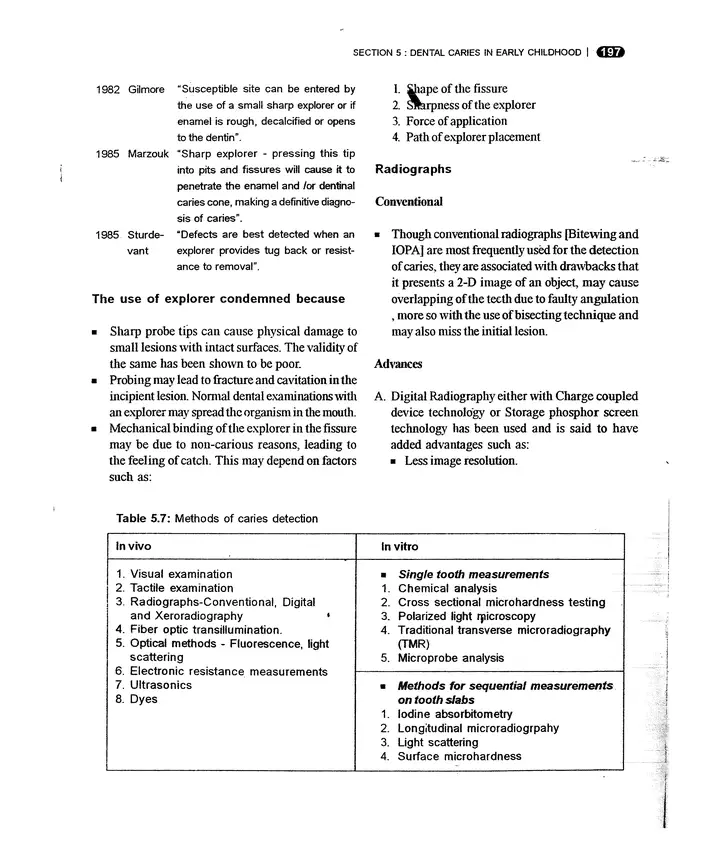 SECTION 5 : DENTAL CARIES IN EARLY CHILDHOOD | 197
1982 Gilmore "Susceptible site can be entered by
the use of a small sharp explorer or if
enamel is rough, decalcified or opens
to the dentin".
1985 Marzouk "Sharp explorer - pressing this tip
into pits and fissures will cause it to
penetrate the enamel and /or dentinal
caries cone, making a definitive diagno-
sis of caries".
1985 Sturde- "Defects are best detected when an
vant explorer provides tug back or resist-
ance to removal".
The use of explorer condemned because
▪ Sharp probe tips can cause physical damage to
small lesions with intact surfaces. The validity of
the same has been shown to be poor.
▪ Probing may lead to fracture and cavitation in the
incipient lesion. Normal dental examinations with
an explorer may spread the organism in the mouth.
▪ Mechanical binding of the explorer in the fissure
may be due to non-carious reasons, leading to
the feeling of catch. This may depend on factors
such as:
1. Shape of the fissure
2. Sharpness of the explorer
3. Force of application
4. Path of explorer placement
Radiographs
Conventional
▪ Though conventional radiographs [Bitewing and
IOPA] are most frequently used for the detection
of caries, they are associated with drawbacks that
it presents a 2-D image of an object, may cause
overlapping of the teeth due to faulty angulation
, more so with the use of bisecting technique and
may also miss the initial lesion.
Advances
A. Digital Radiography either with Charge coupled
device technology or Storage phosphor screen
technology has been used and is said to have
added advantages such as:
▪ Less image resolution.
Table 5.7: Methods of caries detection
In vivo
1. Visual examination
2. Tactile examination
3. Radiographs-Conventional, Digital
and Xeroradiography
4. Fiber optic transillumination.
5. Optical methods - Fluorescence, light
scattering
6. Electronic resistance measurements
7. Ultrasonics
8. Dyes
In vitro
▪ Single tooth measurements
1. Chemical analysis
2. Cross sectional microhardness testing
3. Polarized light microscopy
4. Traditional transverse microradiography
(TMR)
5. Microprobe analysis
▪ Methods for sequential measurements
on tooth slabs
1. Iodine absorbitometry
2. Longitudinal microradiogrpahy
3. Light scattering
4. Surface microhardness